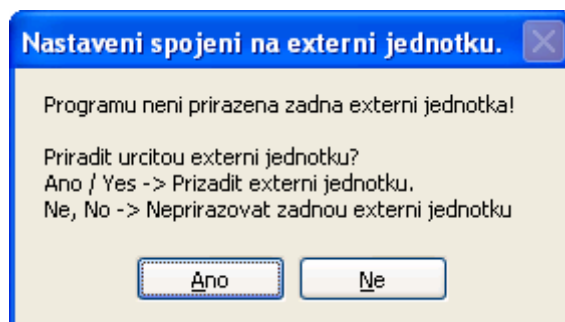 Nastaveni spojeni na externi jednotku.
Programu neni prirazena zadna externi jednotka!
Priradit urcitou externi jednotku?
Ano / Yes -> Prizadit externi jednotku.
Ne, No -> Neprirazovat zadnou externi jednotku
Ano
Ne